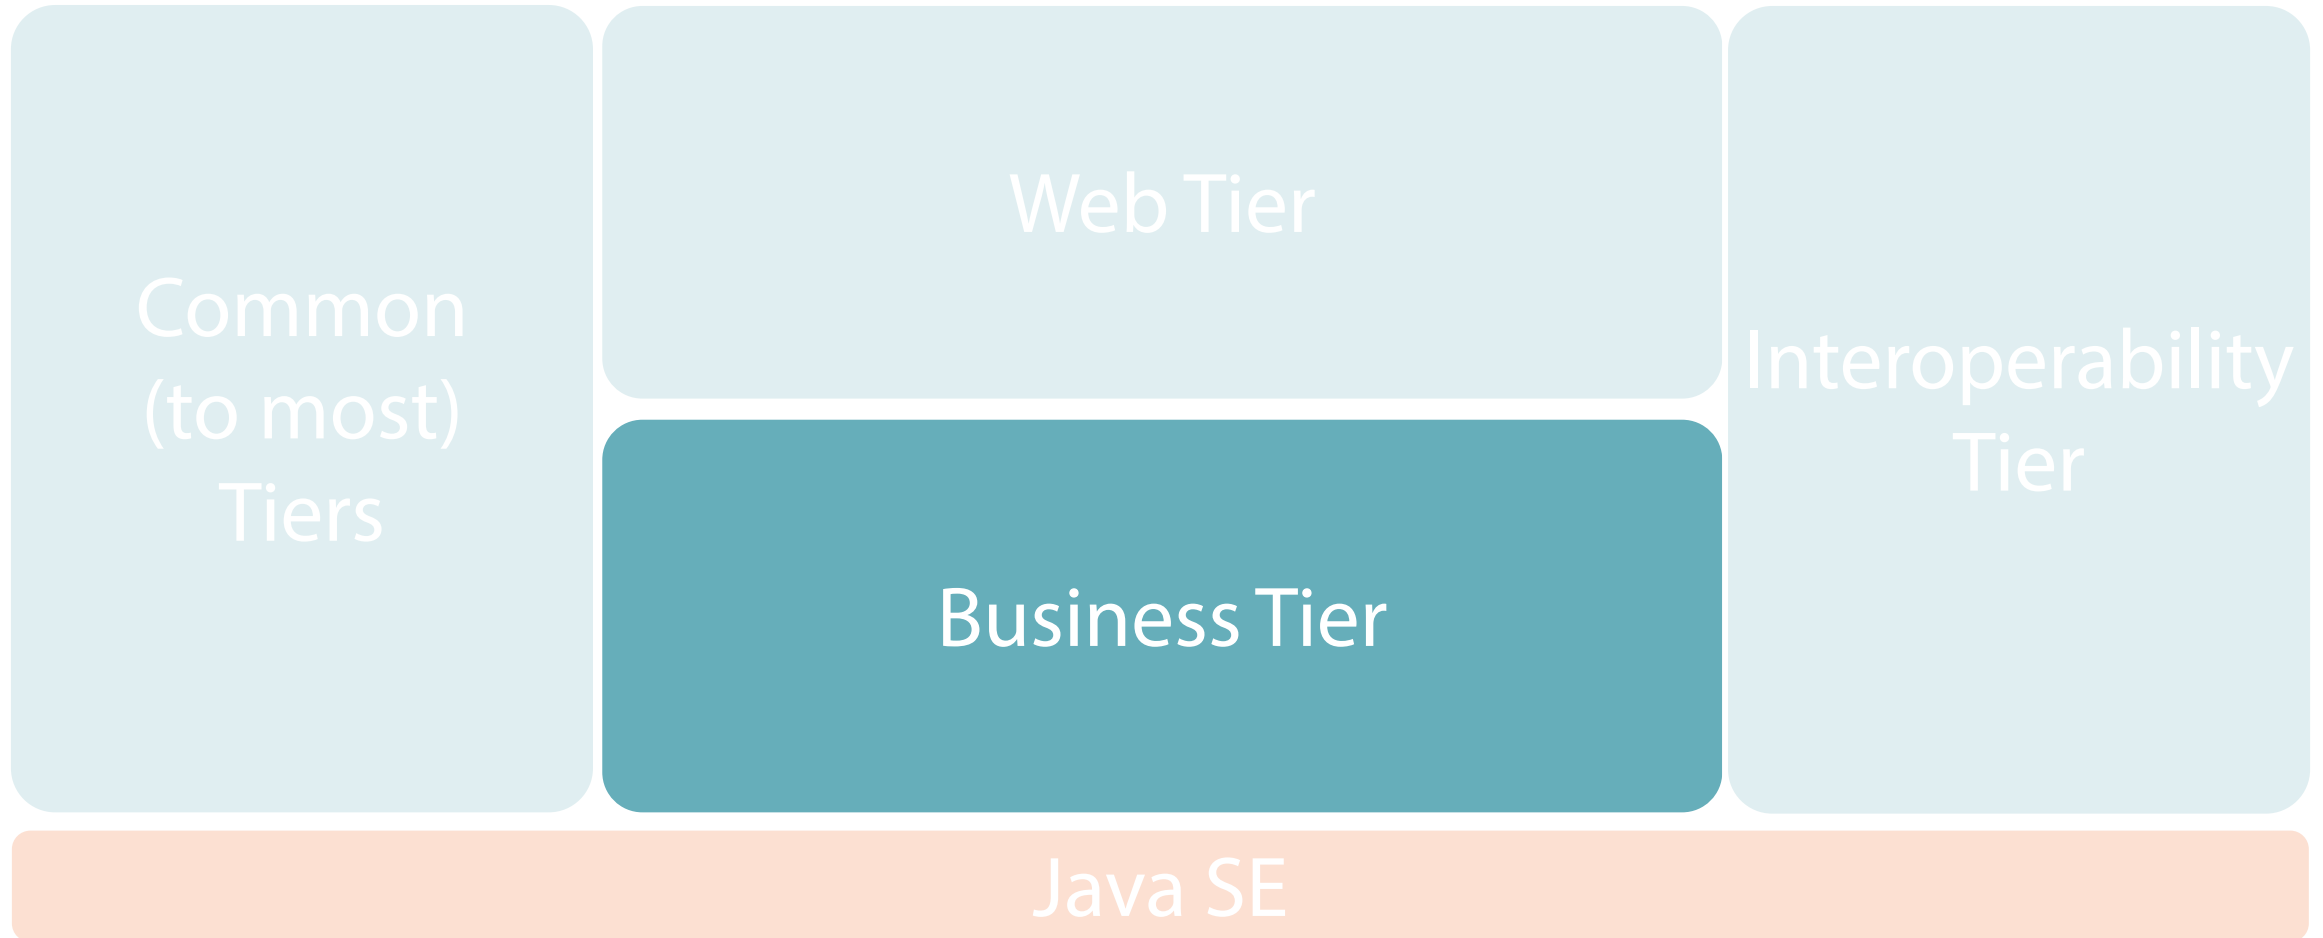 Common
(to most)
Tiers
Web Tier
Business Tier
Interoperability
Tier
Java SE